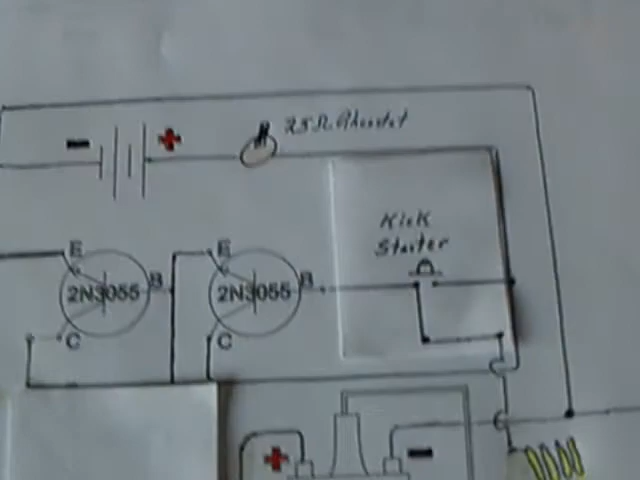 25Ω Rheostat
- +
Kick
Starter
E E
2N3055 B 2N3055 B
C C
+ -